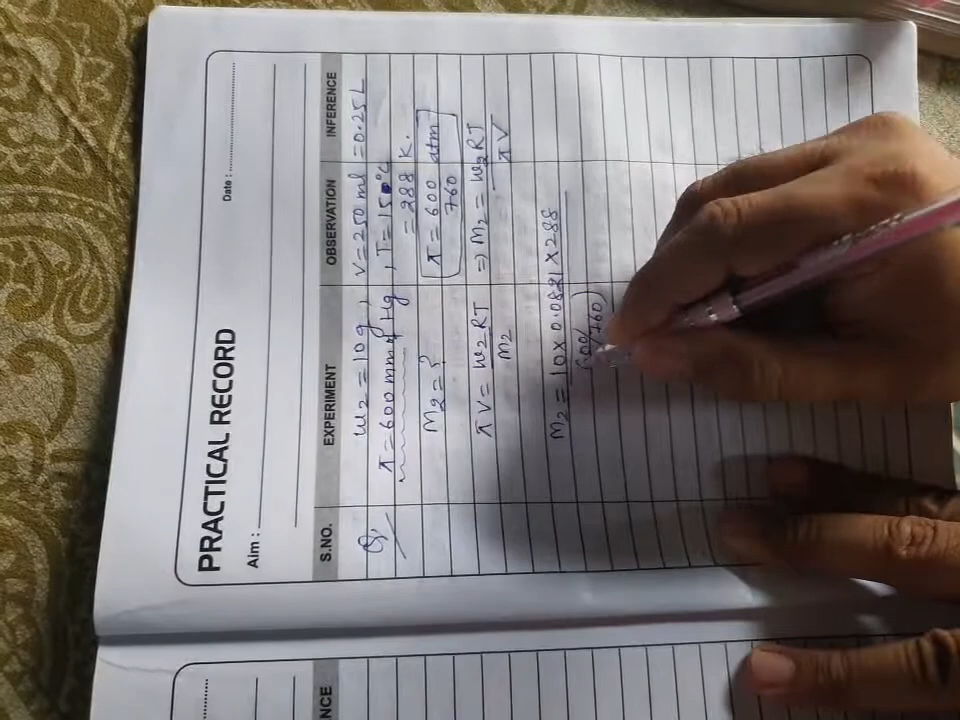 PRACTICAL RECORD
Date : ....................
Aim :
S.NO. EXPERIMENT OBSERVATION INFERENCE
Q, w2 = 10g, V = 250 ml = 0.25L
π = 600 mm of Hg, T = 15°C
= 288 K.
M2 = ? π = 600/760 atm
πV = w2RT/M2 => M2 = w2RT/πV
M2 = 10 × 0.0821 × 288
(600/760)
NCE